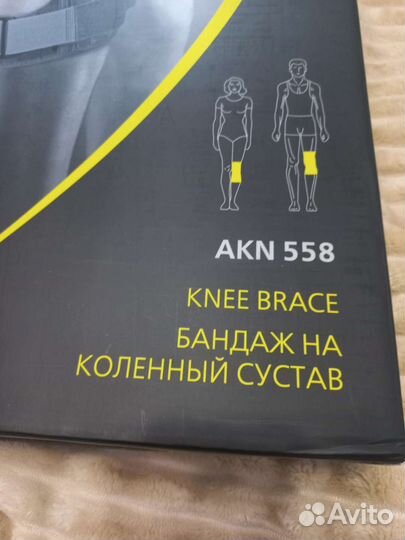 AKN 558
KNEE BRACE
БАНДАЖ НА
КОЛЕННЫЙ СУСТАВ
Avito